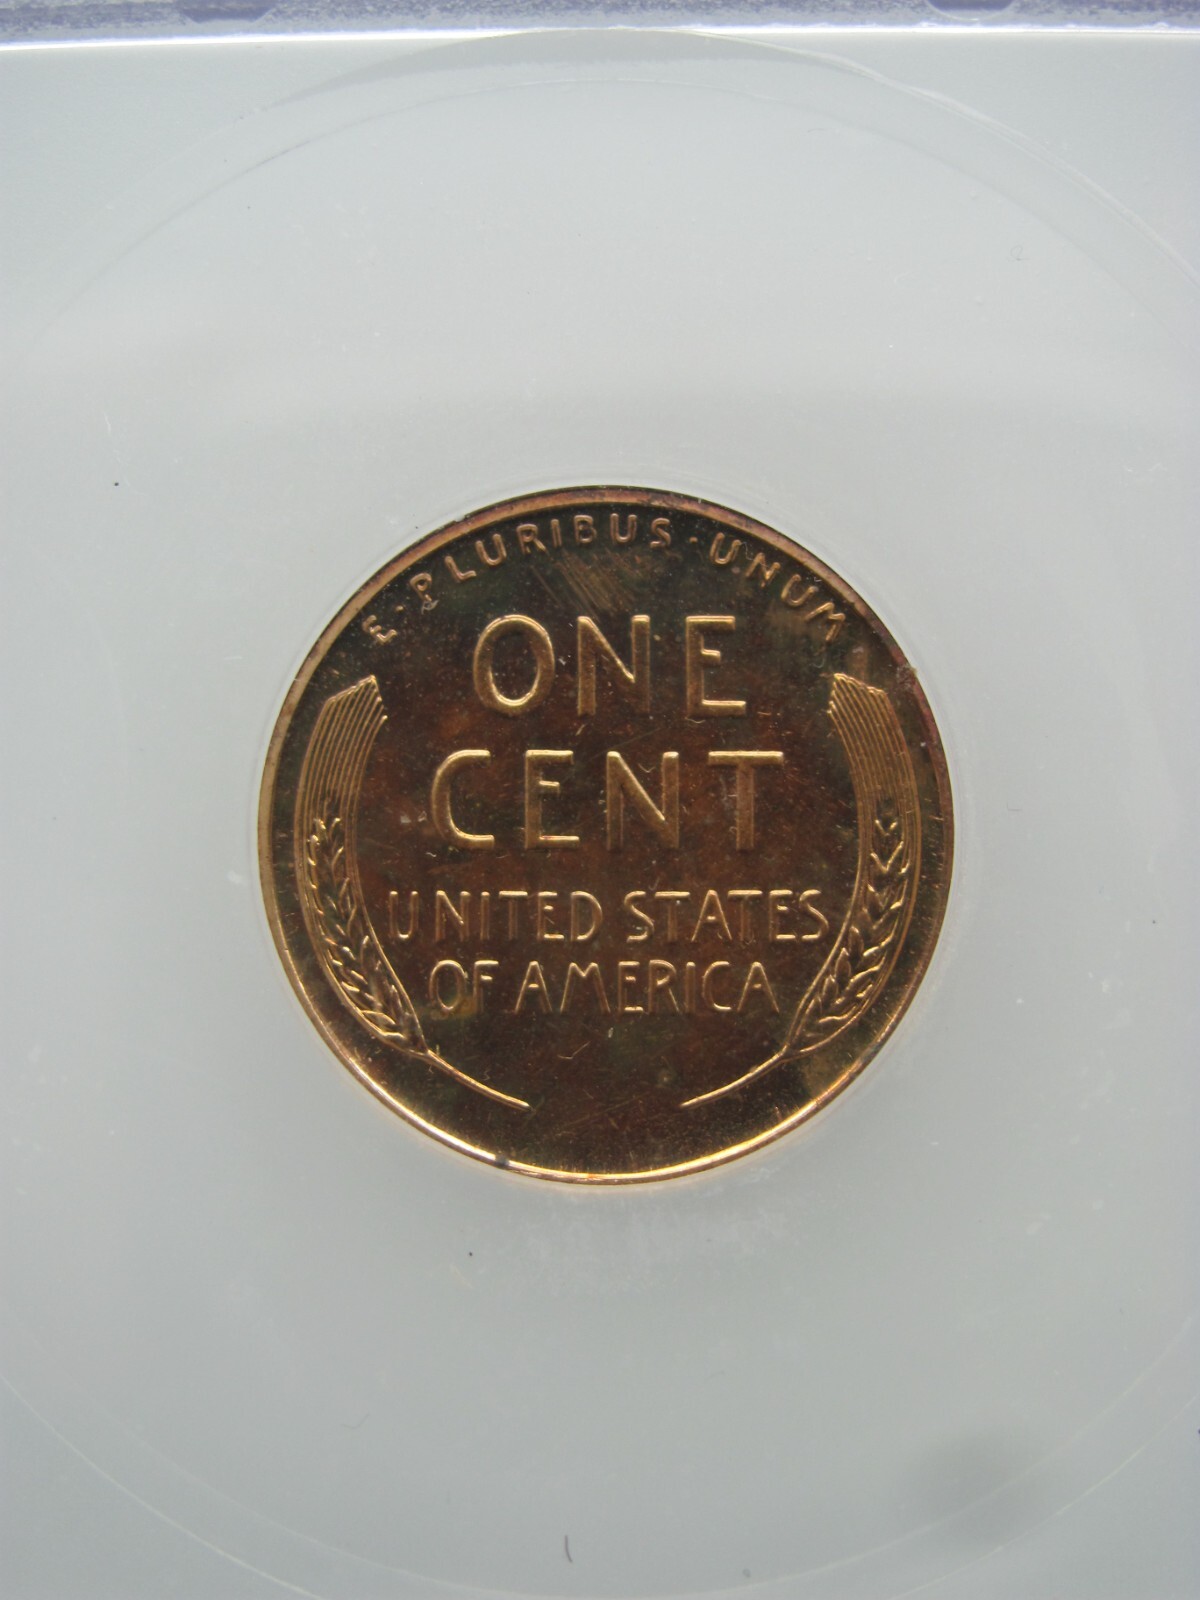 E·PLURIBUS·UNUM
ONE
CENT
UNITED STATES
OF AMERICA